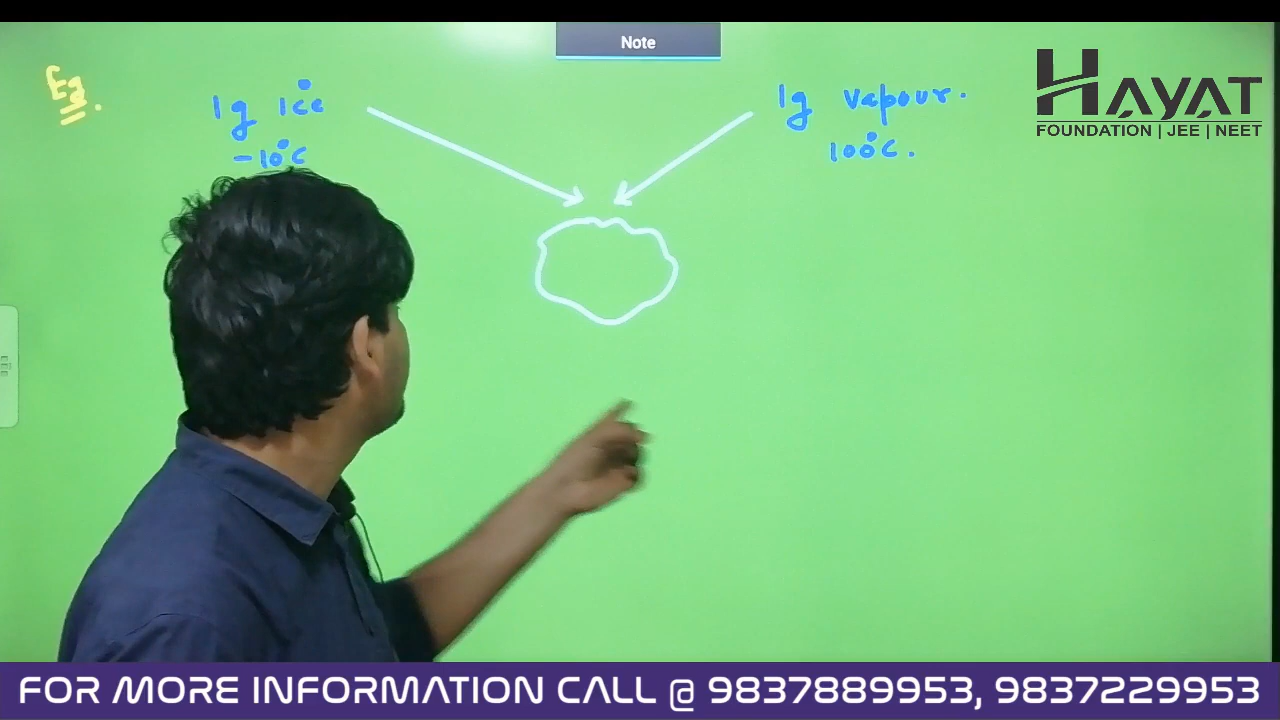 Note
Eg.
1g ice
-10°C
1g vapour.
100°C.
HAYAT
FOUNDATION | JEE | NEET
FOR MORE INFORMATION CALL @ 9837889953, 9837229953